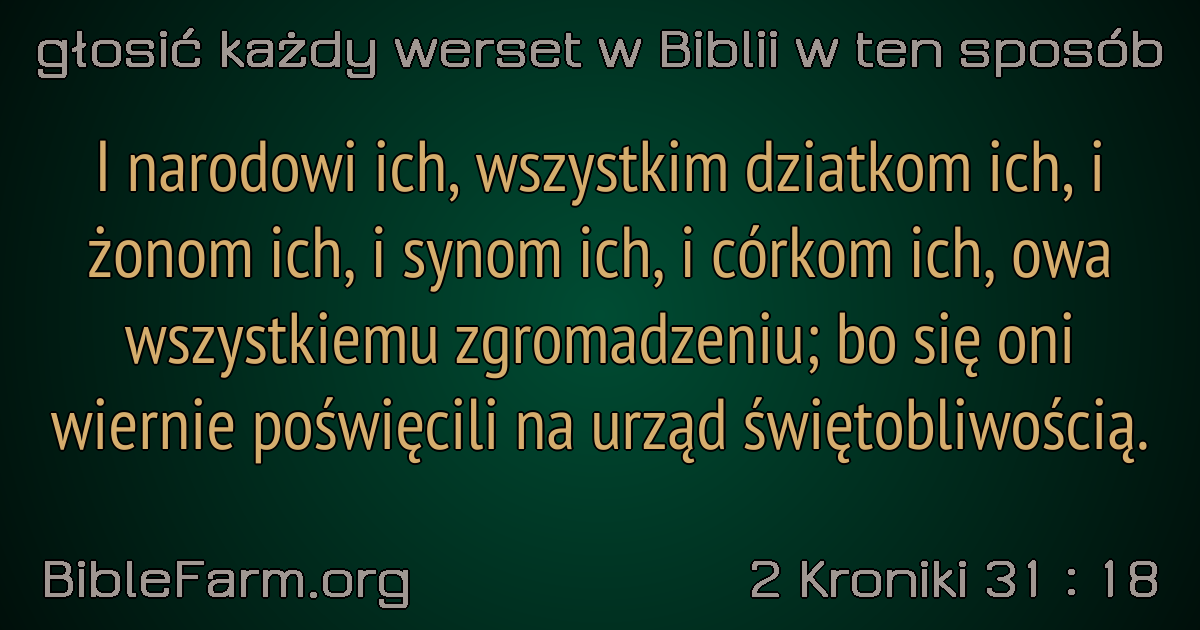 głosić każdy werset w Biblii w ten sposób
I narodowi ich, wszystkim dziatkom ich, i
żonom ich, i synom ich, i córkom ich, owa
wszystkiemu zgromadzeniu; bo się oni
wiernie poświęcili na urząd świętobliwością.
BibleFarm.org
2 Kroniki 31 : 18